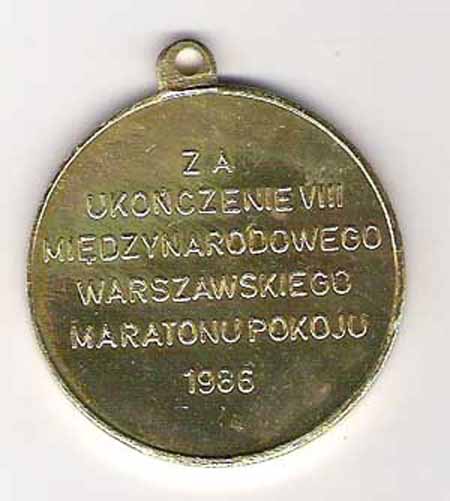 ZA
UKOŃCZENIE VIII
MIĘDZYNARODOWEGO
WARSZAWSKIEGO
MARATONU POKOJU
1986